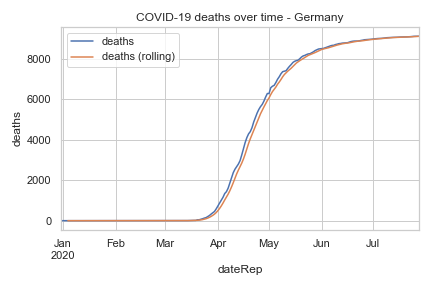 COVID-19 deaths over time - Germany
deaths
deaths (rolling)
deaths
8000
6000
4000
2000
0
Jan Feb Mar Apr May Jun Jul
2020
dateRep